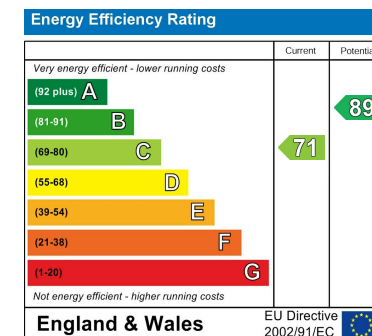 Energy Efficiency Rating
Current Potentia
Very energy efficient - lower running costs
(92 plus) A
(81-91) B
89
(69-80) C
71
(55-68) D
(39-54) E
(21-38) F
(1-20) G
Not energy efficient - higher running costs
England & Wales
EU Directive
2002/91/EC